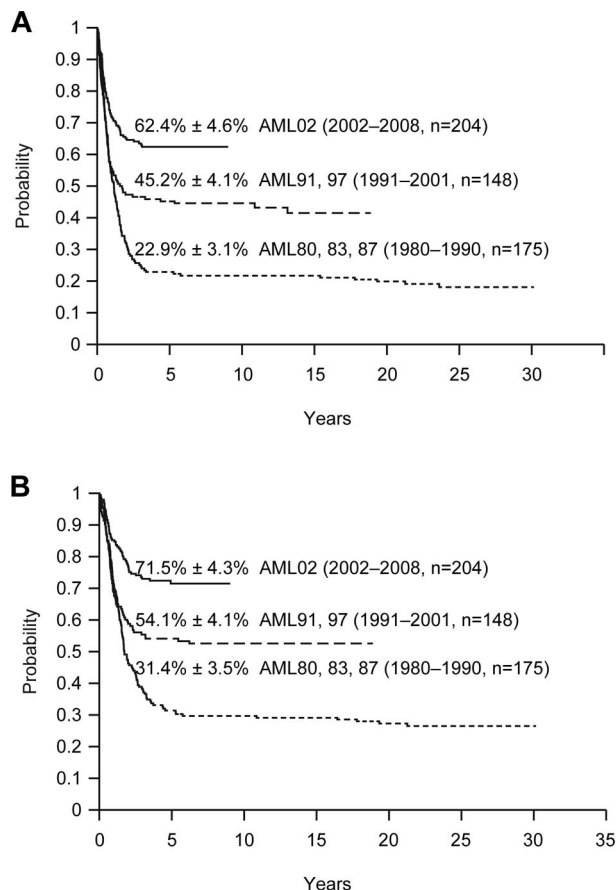 A
1
0.9
0.8
0.7
62.4% ± 4.6% AML02 (2002–2008, n=204)
0.6
0.5
45.2% ± 4.1% AML91, 97 (1991–2001, n=148)
0.4
0.3
22.9% ± 3.1% AML80, 83, 87 (1980–1990, n=175)
0.2
0.1
0
Probability
0 5 10 15 20 25 30
Years
B
1
0.9
0.8
71.5% ± 4.3% AML02 (2002–2008, n=204)
0.7
0.6
54.1% ± 4.1% AML91, 97 (1991–2001, n=148)
0.5
31.4% ± 3.5% AML80, 83, 87 (1980–1990, n=175)
0.4
0.3
0.2
0.1
0
Probability
0 5 10 15 20 25 30 35
Years